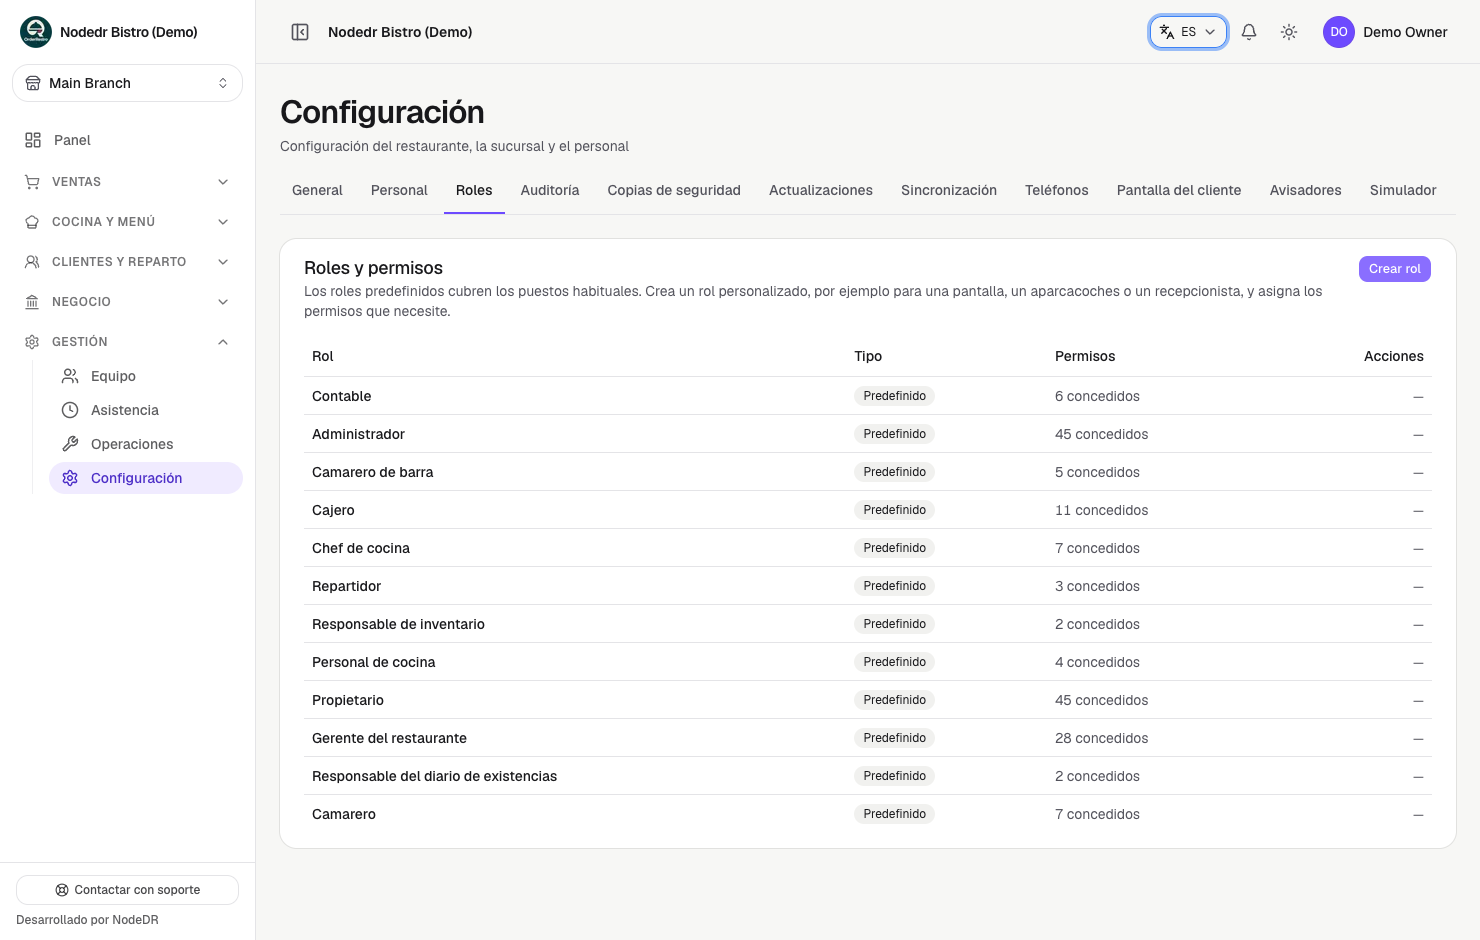 Nodedr Bistro (Demo)
Main Branch
Panel
VENTAS
COCINA Y MENÚ
CLIENTES Y REPARTO
NEGOCIO
GESTIÓN
Equipo
Asistencia
Operaciones
Configuración
Contactar con soporte
Desarrollado por NodeDR
Nodedr Bistro (Demo)
ES
DO
Demo Owner
Configuración
Configuración del restaurante, la sucursal y el personal
General Personal Roles Auditoría Copias de seguridad Actualizaciones Sincronización Teléfonos Pantalla del cliente Avisadores Simulador
Roles y permisos
Crear rol
Los roles predefinidos cubren los puestos habituales. Crea un rol personalizado, por ejemplo para una pantalla, un aparcacoches o un recepcionista, y asigna los
permisos que necesite.
Rol Tipo Permisos Acciones
Contable Predefinido 6 concedidos —
Administrador Predefinido 45 concedidos —
Camarero de barra Predefinido 5 concedidos —
Cajero Predefinido 11 concedidos —
Chef de cocina Predefinido 7 concedidos —
Repartidor Predefinido 3 concedidos —
Responsable de inventario Predefinido 2 concedidos —
Personal de cocina Predefinido 4 concedidos —
Propietario Predefinido 45 concedidos —
Gerente del restaurante Predefinido 28 concedidos —
Responsable del diario de existencias Predefinido 2 concedidos —
Camarero Predefinido 7 concedidos —